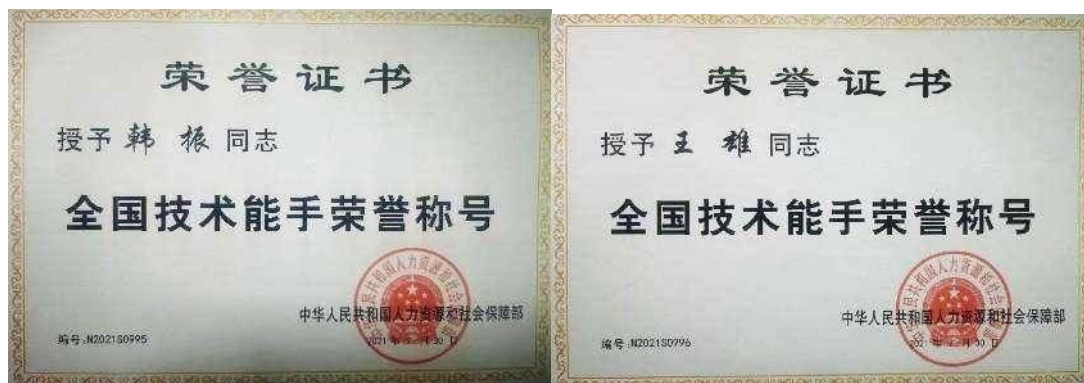 荣誉证书
授予 韩 振 同志
全国技术能手荣誉称号
中华人民共和国人力资源和社会保障部
编号:N2021S0995
荣誉证书
授予 王 雄 同志
全国技术能手荣誉称号
中华人民共和国人力资源和社会保障部
编号:N2021S0996